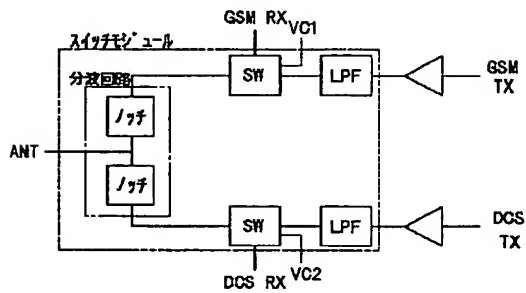 GSM RX
VC1
スイッチモジュール
分波回路
SW
LPF
GSM
TX
ノッチ
ANT
ノッチ
SW
LPF
DCS
TX
DCS RX
VC2